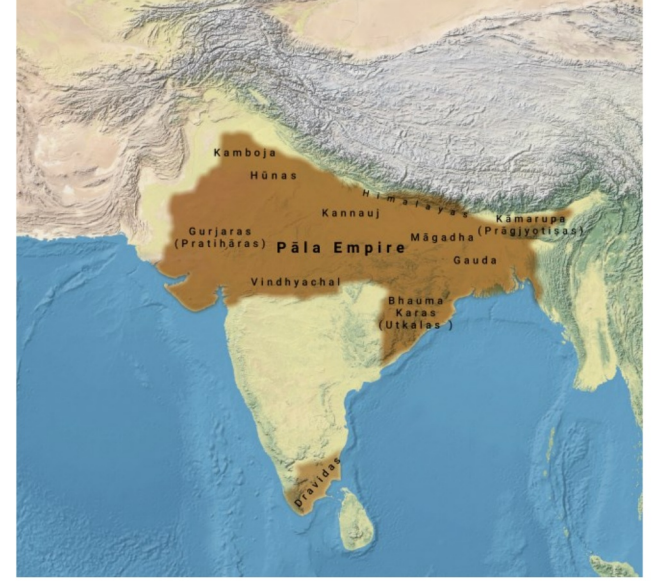 Kamboja
Hūnas
Himalayas
Kannauj
Kāmarupa
(Prāgjyotisas)
Gurjaras
(Pratihāras)
Pāla Empire
Māgadha
Gauda
Vindhyachal
Bhauma
Karas
(Utkalas )
Dravidas